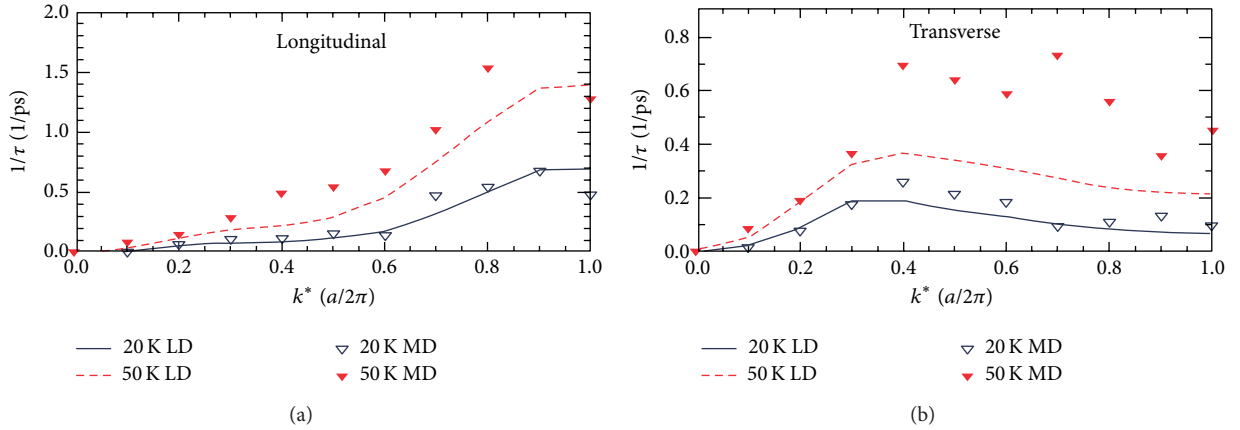 Longitudinal
2.0
1.5
1.0
0.5
0.0
1/τ (1/ps)
0.0 0.2 0.4 0.6 0.8 1.0
k* (a/2π)
20 K LD
50 K LD
20 K MD
50 K MD
(a)
Transverse
0.8
0.6
0.4
0.2
0.0
1/τ (1/ps)
0.0 0.2 0.4 0.6 0.8 1.0
k* (a/2π)
20 K LD
50 K LD
20 K MD
50 K MD
(b)